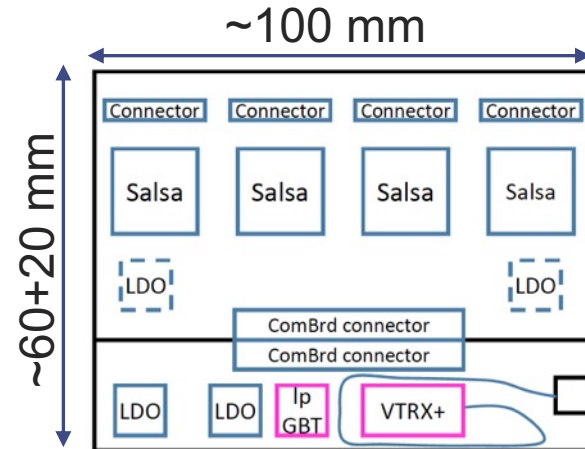 ~100 mm
~60+20 mm
Connector Connector Connector Connector
Salsa Salsa Salsa Salsa
LDO LDO
ComBrd connector
ComBrd connector
LDO LDO lp GBT VTRX+